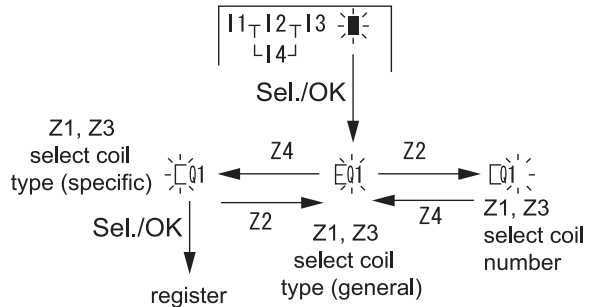 I1 I2 I3
I4
Sel./OK
Z1, Z3
select coil
type (specific)
[Q1
Z4
EQ1
Z2
[Q1
Z2
Z4
Sel./OK
register
Z1, Z3
select coil
type (general)
Z1, Z3
select coil
number